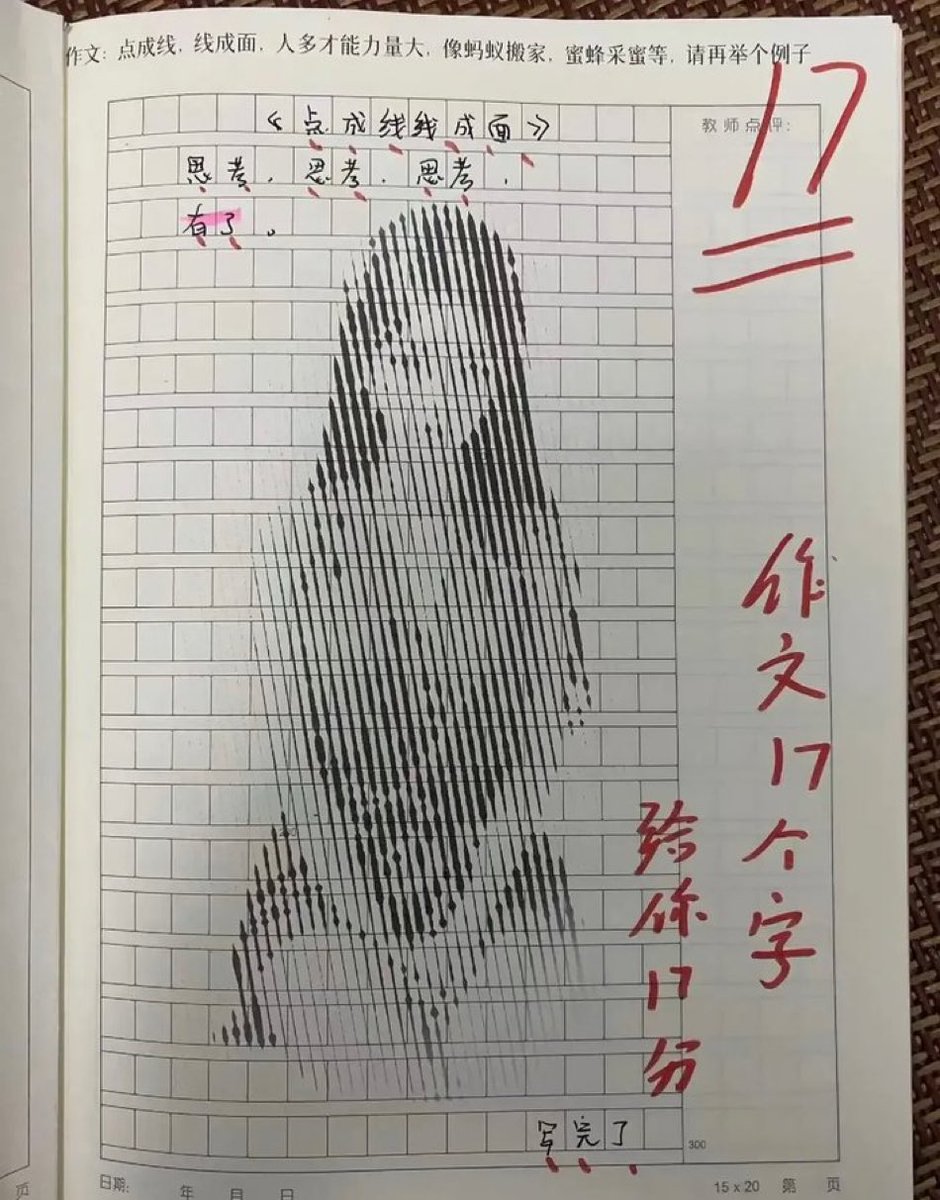 作文：点成线，线成面，人多才能力量大，像蚂蚁搬家，蜜蜂采蜜等，请再举个例子
17
教师点评：
《点成线线成面》
思考，思考，思考，
有了。
作文17个字
给你17分
写完了
300
日期： 年 月 日
15×20 第 页
页